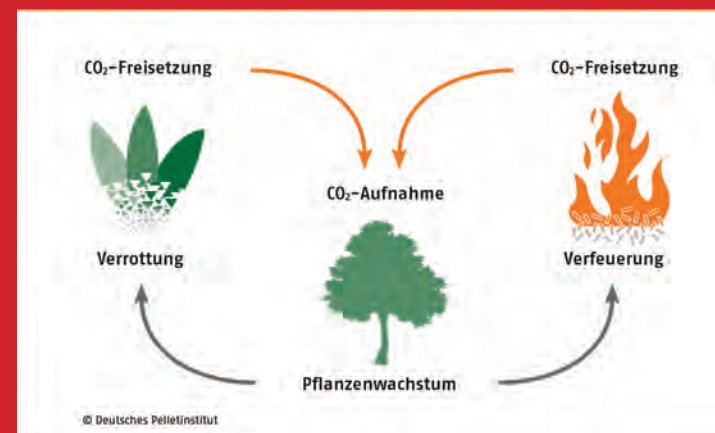 CO₂-Freisetzung
CO₂-Freisetzung
CO₂-Aufnahme
Verrottung
Verfeuerung
Pflanzenwachstum
© Deutsches Pelletinstitut